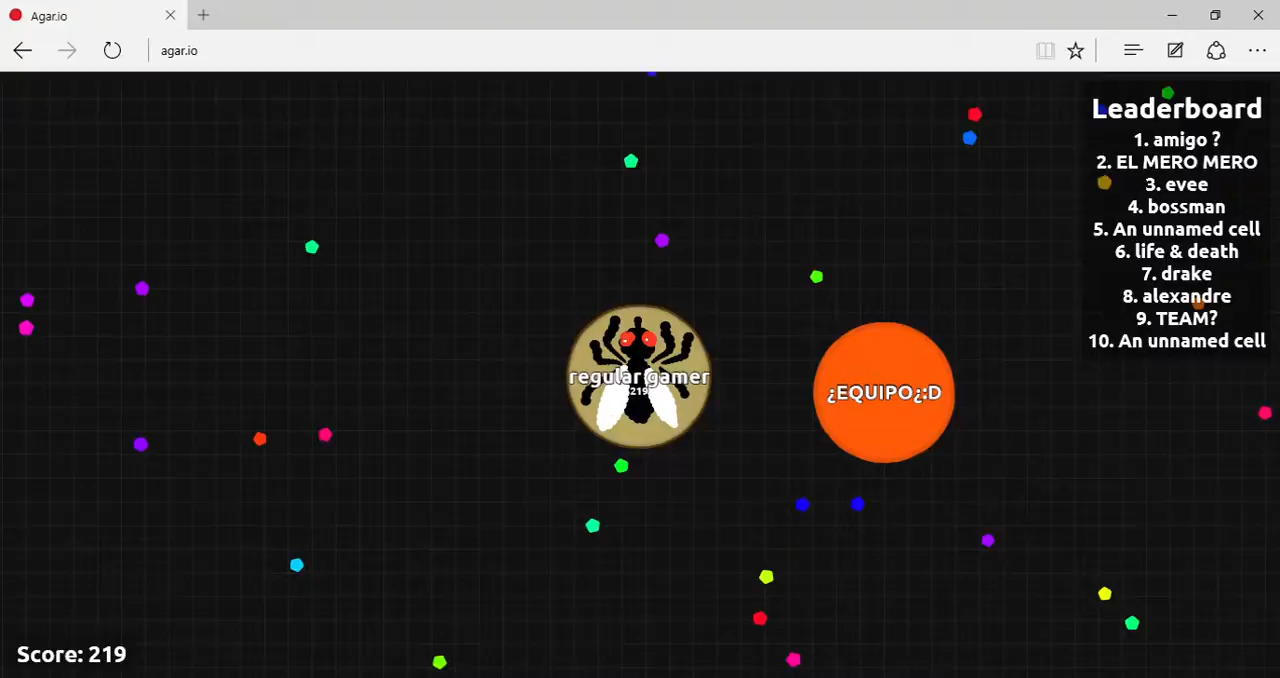 Agar.io
agar.io
Leaderboard
1. amigo ?
2. EL MERO MERO
3. evee
4. bossman
5. An unnamed cell
6. life & death
7. drake
8. alexandre
9. TEAM?
10. An unnamed cell
regular gamer
219
¿EQUIPO¿:D
Score: 219